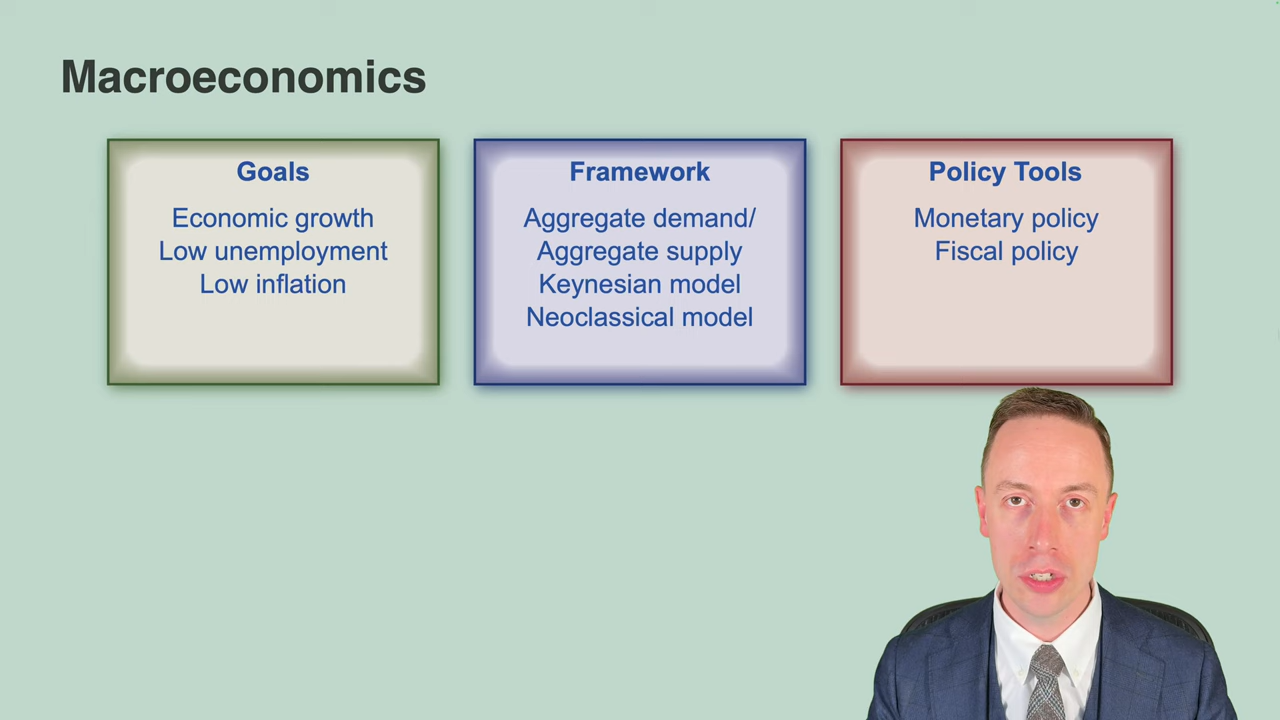 Macroeconomics
Goals
Economic growth
Low unemployment
Low inflation
Framework
Aggregate demand/
Aggregate supply
Keynesian model
Neoclassical model
Policy Tools
Monetary policy
Fiscal policy